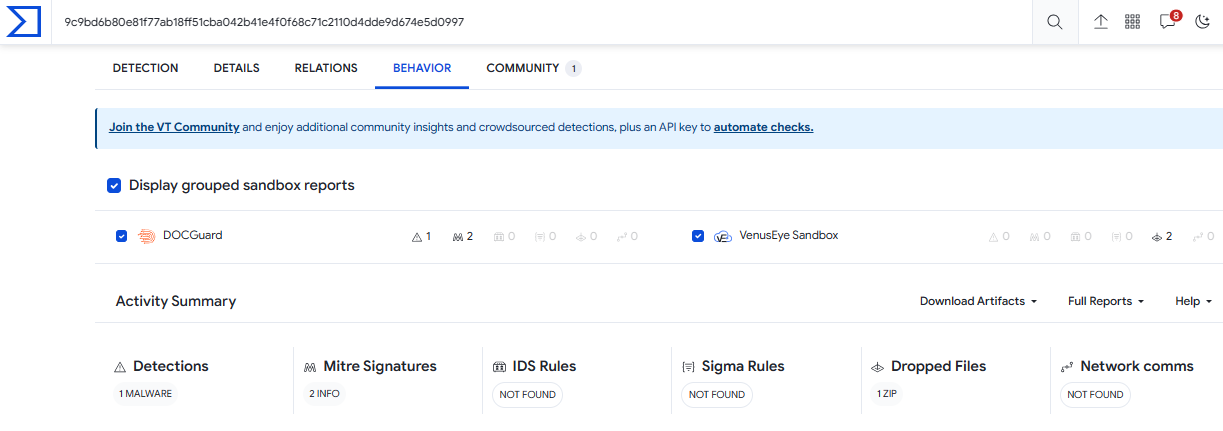 9c9bd6b80e81f77ab18ff51cba042b41e4f0f68c71c2110d4dde9d674e5d0997
8
DETECTION DETAILS RELATIONS BEHAVIOR COMMUNITY 1
Join the VT Community and enjoy additional community insights and crowdsourced detections, plus an API key to automate checks.
Display grouped sandbox reports
DOCGuard 1 2 0 0 0 0 VenusEye Sandbox 0 0 0 0 2 0
Activity Summary Download Artifacts Full Reports Help
Detections Mitre Signatures IDS Rules Sigma Rules Dropped Files Network comms
1 MALWARE 2 INFO NOT FOUND NOT FOUND 1 ZIP NOT FOUND